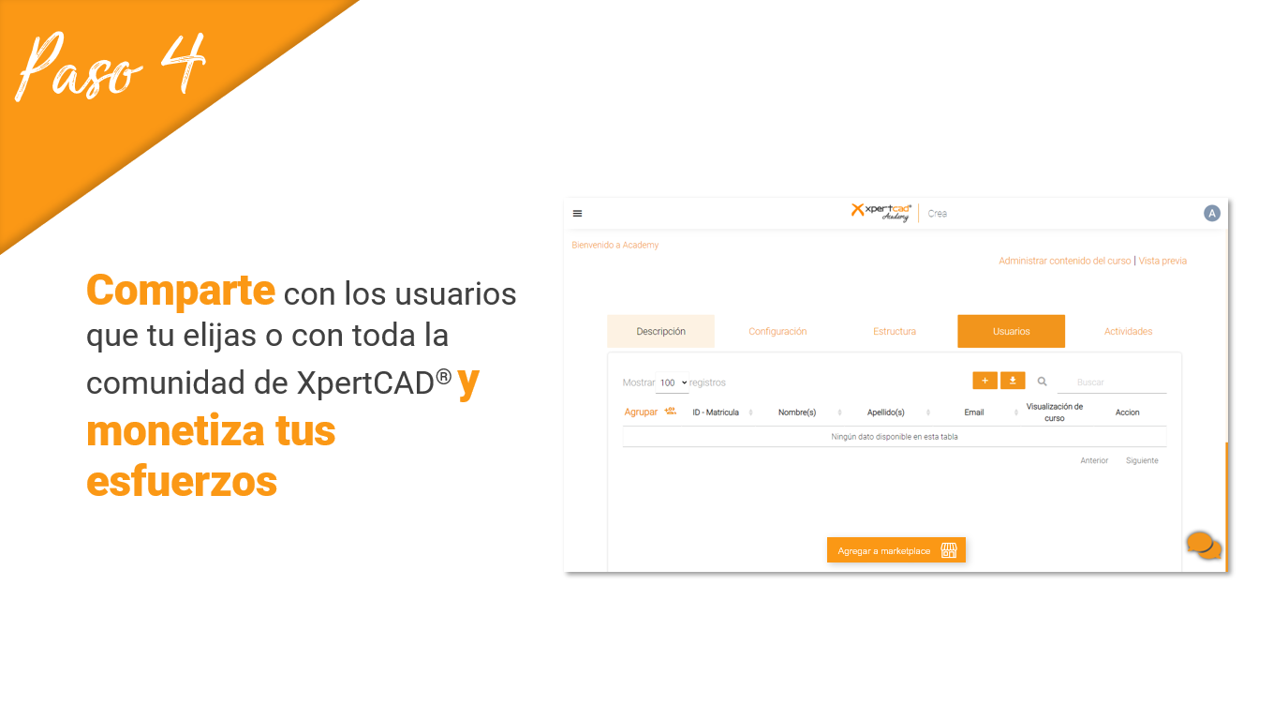 Paso 4
Comparte con los usuarios
que tu elijas o con toda la
comunidad de XpertCAD® y
monetiza tus
esfuerzos
xpertcad®
Academy
Crea
A
Bienvenido a Academy
Administrar contenido del curso | Vista previa
Descripción
Configuración
Estructura
Usuarios
Actividades
Mostrar 100 registros
+
Buscar
Agrupar
ID - Matricula
Nombre(s)
Apellido(s)
Email
Visualización de
curso
Accion
Ningún dato disponible en esta tabla
Anterior
Siguiente
Agregar a marketplace